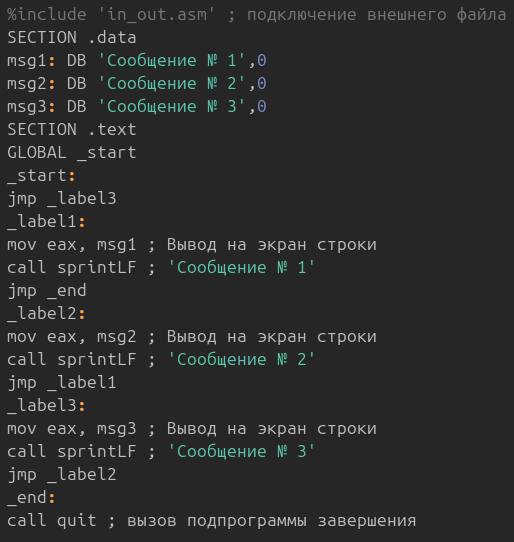 %include 'in_out.asm' ; подключение внешнего файла
SECTION .data
msg1: DB 'Сообщение № 1',0
msg2: DB 'Сообщение № 2',0
msg3: DB 'Сообщение № 3',0
SECTION .text
GLOBAL _start
_start:
jmp _label3
_label1:
mov eax, msg1 ; Вывод на экран строки
call sprintLF ; 'Сообщение № 1'
jmp _end
_label2:
mov eax, msg2 ; Вывод на экран строки
call sprintLF ; 'Сообщение № 2'
jmp _label1
_label3:
mov eax, msg3 ; Вывод на экран строки
call sprintLF ; 'Сообщение № 3'
jmp _label2
_end:
call quit ; вызов подпрограммы завершения